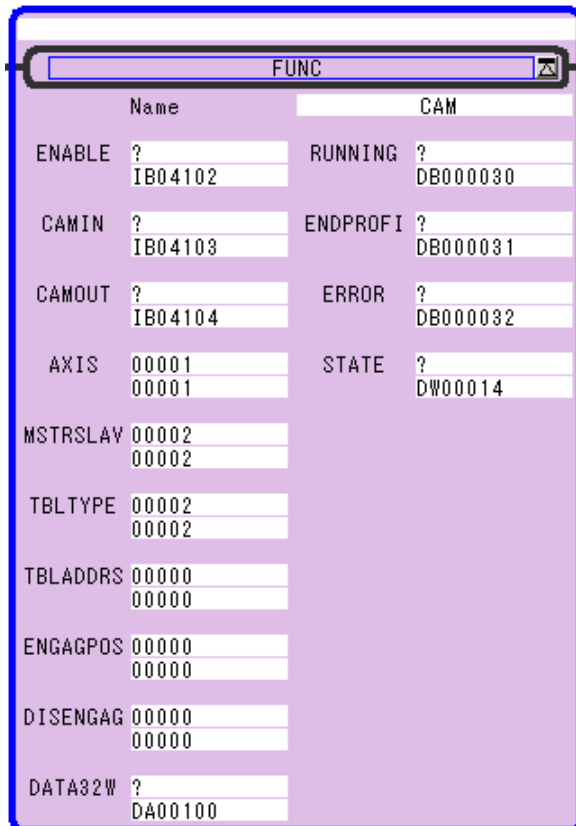 FUNC
Name CAM
ENABLE ? RUNNING ?
IB04102 DB000030
CAMIN ? ENDPROFI ?
IB04103 DB000031
CAMOUT ? ERROR ?
IB04104 DB000032
AXIS 00001 STATE ?
00001 DW00014
MSTRSLAV 00002
00002
TBLTYPE 00002
00002
TBLADDRS 00000
00000
ENGAGPOS 00000
00000
DISENGAG 00000
00000
DATA32W ?
DA00100